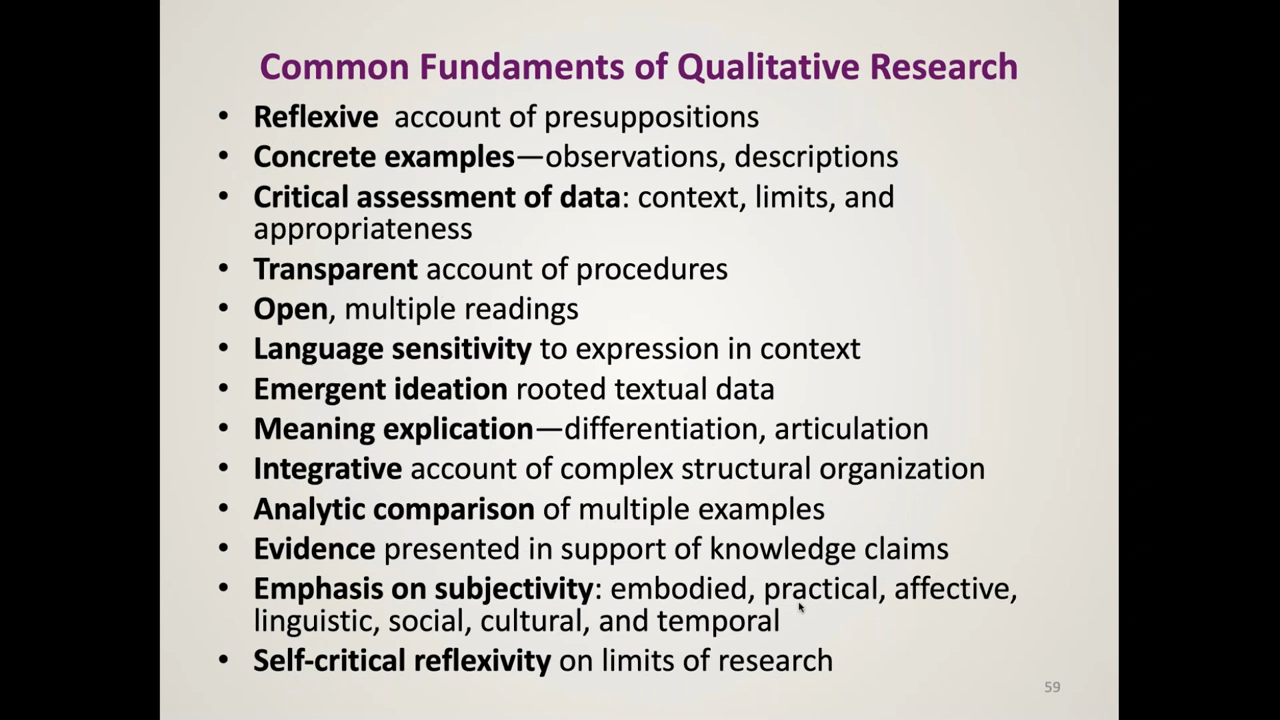 Common Fundaments of Qualitative Research
• Reflexive  account of presuppositions
• Concrete examples—observations, descriptions
• Critical assessment of data: context, limits, and
appropriateness
• Transparent account of procedures
• Open, multiple readings
• Language sensitivity to expression in context
• Emergent ideation rooted textual data
• Meaning explication—differentiation, articulation
• Integrative account of complex structural organization
• Analytic comparison of multiple examples
• Evidence presented in support of knowledge claims
• Emphasis on subjectivity: embodied, practical, affective,
linguistic, social, cultural, and temporal
• Self-critical reflexivity on limits of research
59